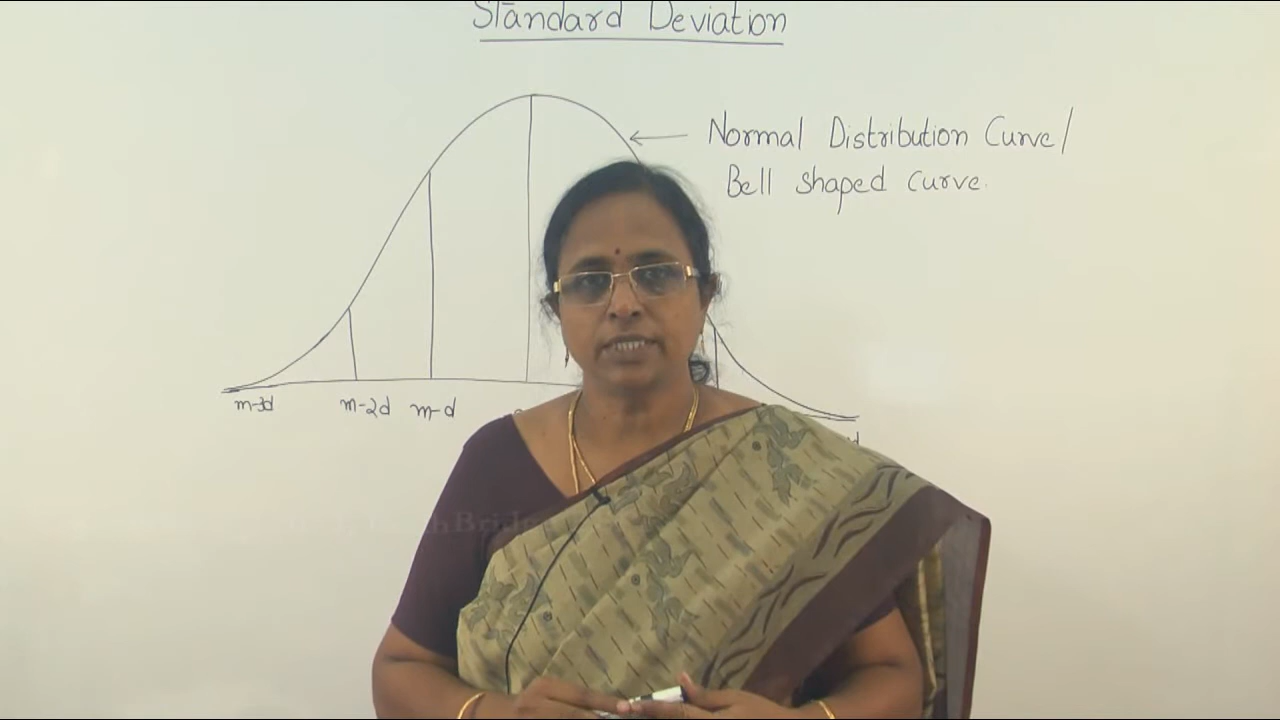 Standard Deviation
Normal Distribution Curve/
Bell shaped curve.
m-3d m-2d m-d